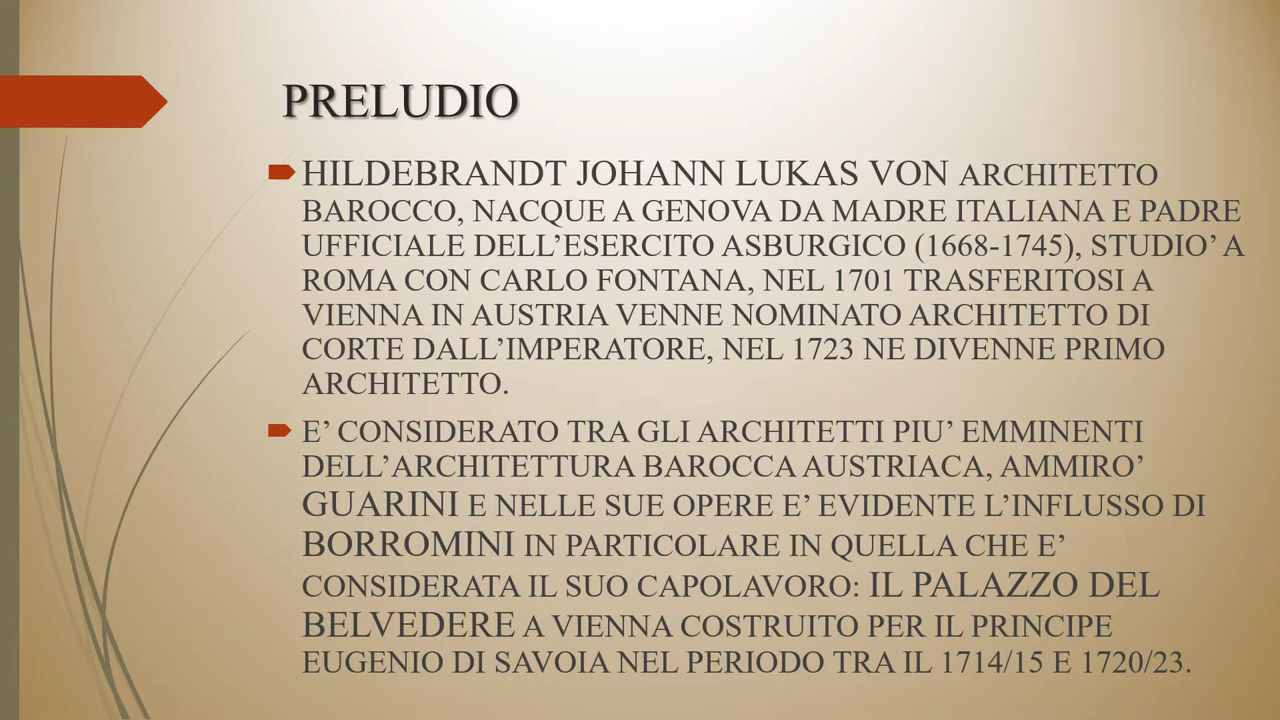 PRELUDIO
HILDEBRANDT JOHANN LUKAS VON ARCHITETTO
BAROCCO, NACQUE A GENOVA DA MADRE ITALIANA E PADRE
UFFICIALE DELL’ESERCITO ASBURGICO (1668-1745), STUDIO’ A
ROMA CON CARLO FONTANA, NEL 1701 TRASFERITOSI A
VIENNA IN AUSTRIA VENNE NOMINATO ARCHITETTO DI
CORTE DALL’IMPERATORE, NEL 1723 NE DIVENNE PRIMO
ARCHITETTO.
E’ CONSIDERATO TRA GLI ARCHITETTI PIU’ EMMINENTI
DELL’ARCHITETTURA BAROCCA AUSTRIACA, AMMIRO’
GUARINI E NELLE SUE OPERE E’ EVIDENTE L’INFLUSSO DI
BORROMINI IN PARTICOLARE IN QUELLA CHE E’
CONSIDERATA IL SUO CAPOLAVORO: IL PALAZZO DEL
BELVEDERE A VIENNA COSTRUITO PER IL PRINCIPE
EUGENIO DI SAVOIA NEL PERIODO TRA IL 1714/15 E 1720/23.